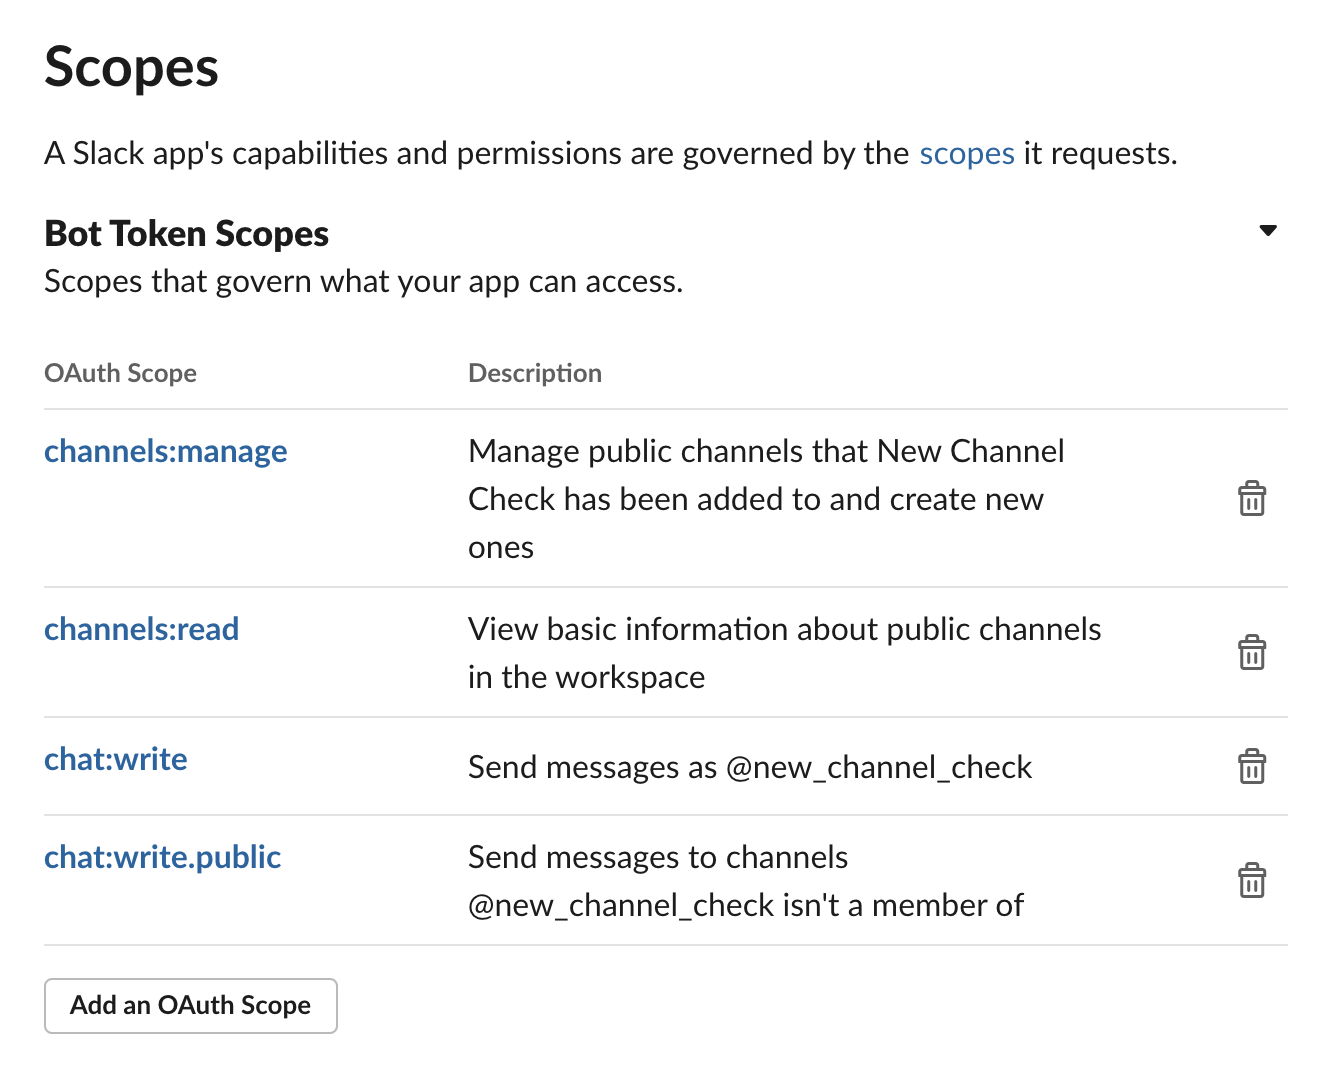 Scopes
A Slack app's capabilities and permissions are governed by the scopes it requests.
Bot Token Scopes
Scopes that govern what your app can access.
OAuth Scope Description
channels:manage Manage public channels that New Channel
Check has been added to and create new
ones
channels:read View basic information about public channels
in the workspace
chat:write Send messages as @new_channel_check
chat:write.public Send messages to channels
@new_channel_check isn't a member of
Add an OAuth Scope